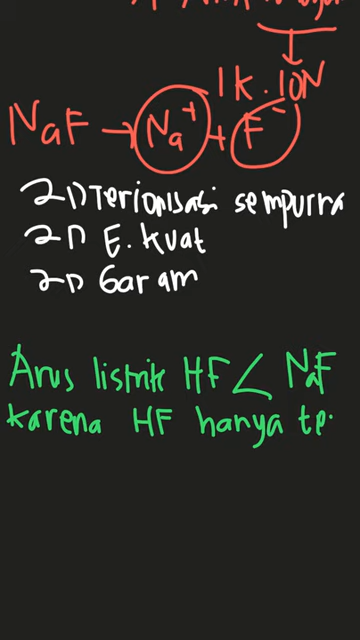 1k. ION
NaF → Na⁺ + F⁻
=D Terionisasi sempurna
=D E. kuat
=D Garam
Arus listrik HF < NaF
karena HF hanya te